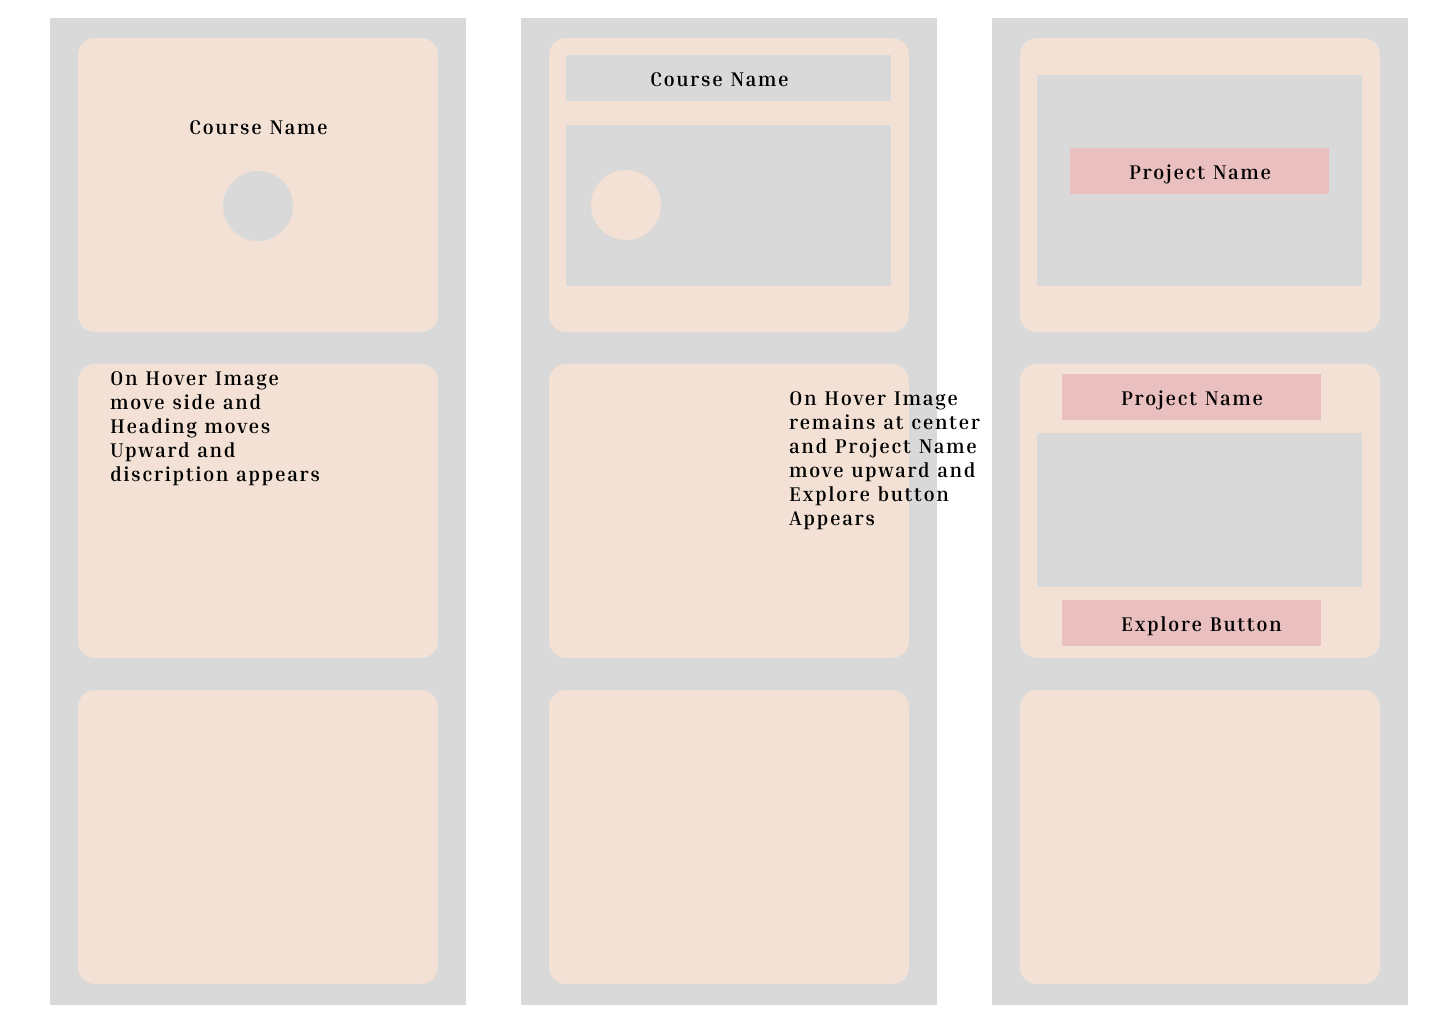 Course Name
On Hover Image
move side and
Heading moves
Upward and
discription appears
Course Name
On Hover Image
remains at center
and Project Name
move upward and
Explore button
Appears
Project Name
Project Name
Explore Button